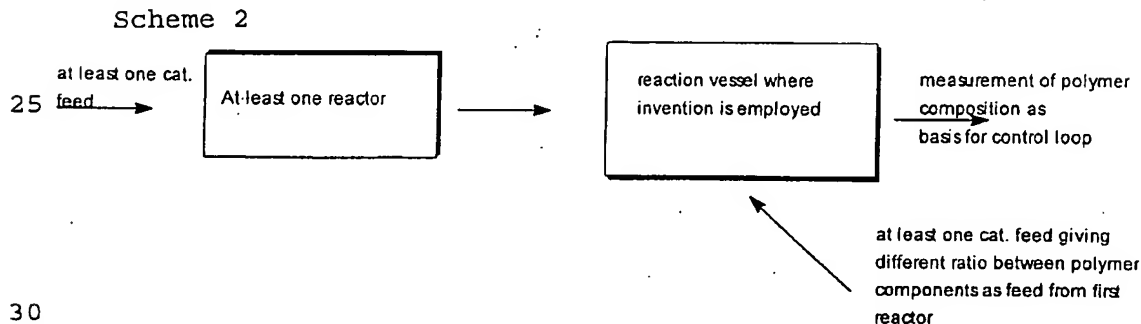 Scheme 2
at least one cat.
25 feed
At least one reactor
reaction vessel where
invention is employed
measurement of polymer
composition as
basis for control loop
at least one cat. feed giving
different ratio between polymer
components as feed from first
30
reactor